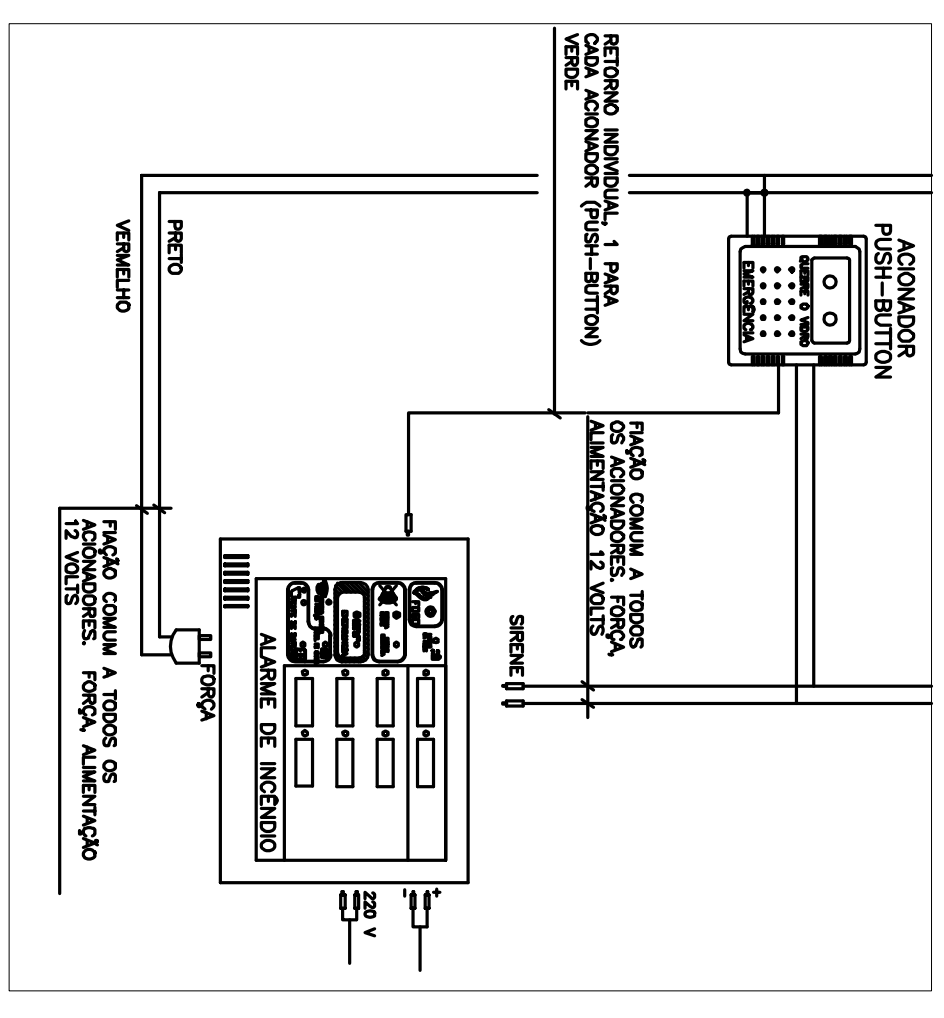 ACIONADOR
PUSH-BUTTON
QUEBRE O VIDRO
EMERGÊNCIA
RETORNO INDIVIDUAL, 1 PARA
CADA ACIONADOR (PUSH-BUTTON)
VERDE
FIAÇÃO COMUM A TODOS
OS ACIONADORES. FORÇA,
ALIMENTAÇÃO 12 VOLTS
SIRENE
PRETO
VERMELHO
FIAÇÃO COMUM A TODOS OS
ACIONADORES. FORÇA, ALIMENTAÇÃO
12 VOLTS
FORÇA
FOGO
ALARME DE INCÊNDIO
+
-
220 V